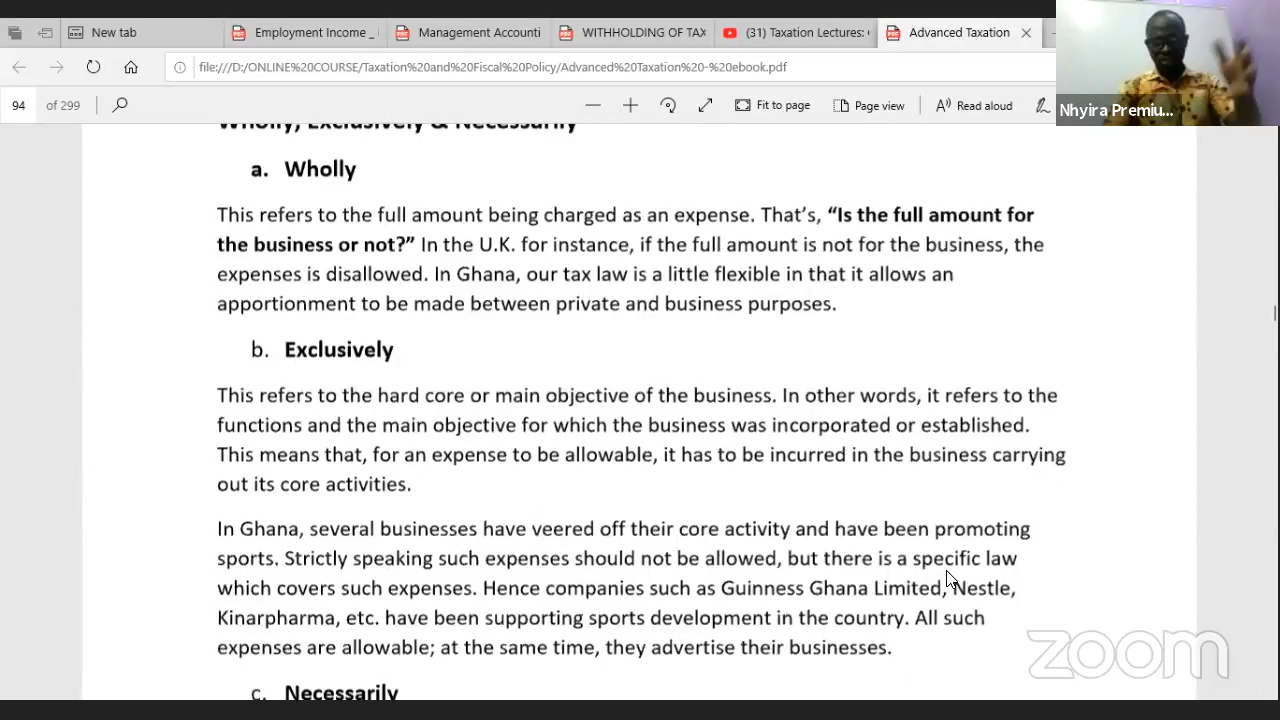 New tab
Employment Income _
Management Accounti
WITHHOLDING OF TAX
(31) Taxation Lectures:
Advanced Taxation
file:///D:/ONLINE%20COURSE/Taxation%20and%20Fiscal%20Policy/Advanced%20Taxation%20-%20ebook.pdf
94 of 299
Fit to page
Page view
Read aloud
Nhyira Premiu...
Wholly, Exclusively & Necessarily
a. Wholly
This refers to the full amount being charged as an expense. That's, “Is the full amount for
the business or not?” In the U.K. for instance, if the full amount is not for the business, the
expenses is disallowed. In Ghana, our tax law is a little flexible in that it allows an
apportionment to be made between private and business purposes.
b. Exclusively
This refers to the hard core or main objective of the business. In other words, it refers to the
functions and the main objective for which the business was incorporated or established.
This means that, for an expense to be allowable, it has to be incurred in the business carrying
out its core activities.
In Ghana, several businesses have veered off their core activity and have been promoting
sports. Strictly speaking such expenses should not be allowed, but there is a specific law
which covers such expenses. Hence companies such as Guinness Ghana Limited, Nestle,
Kinarpharma, etc. have been supporting sports development in the country. All such
expenses are allowable; at the same time, they advertise their businesses.
c. Necessarily
zoom